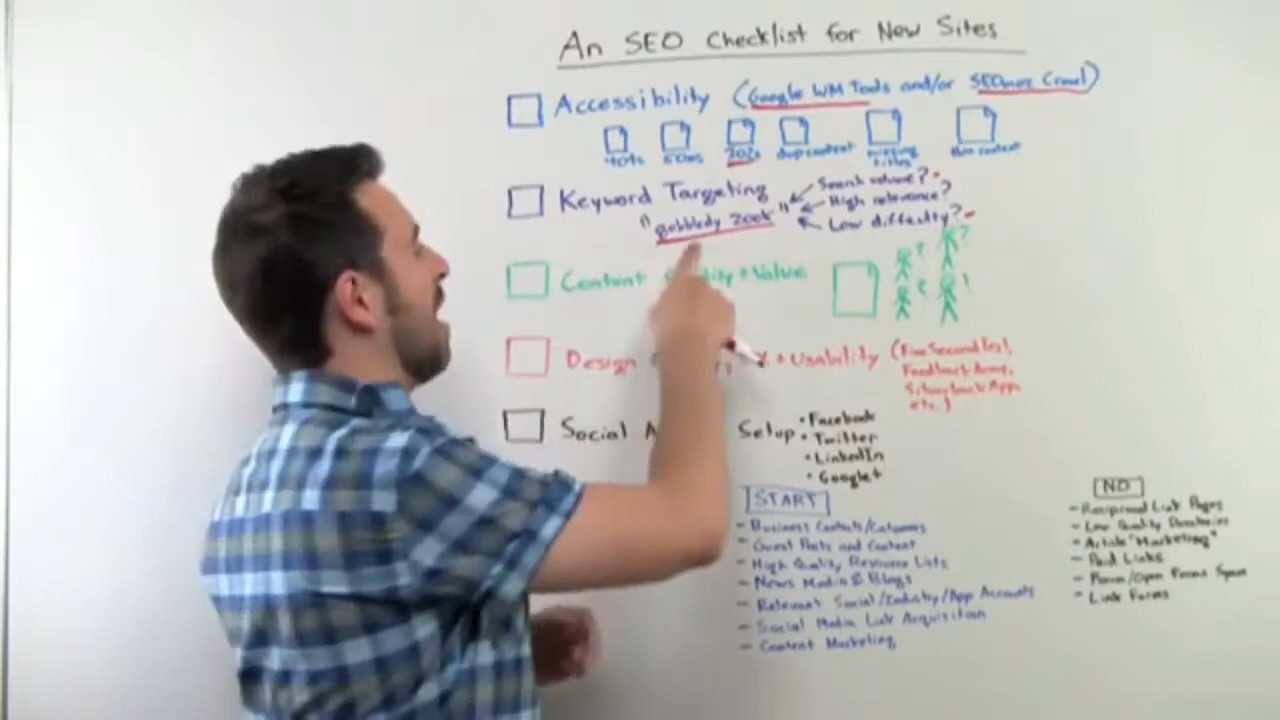 An SEO Checklist for New Sites
Accessibility (Google WM Tools and/or SEOmoz Crawl)
404s 500s 302s dup content missing titles thin content
Keyword Targeting
"gobbledy gook"
Search volume?
High relevance?
Low difficulty?
Content Quality + Value
Design + Usability (Five Second Test,
Feedback Army,
etc.)
Social A Setup
• Facebook
• Twitter
• LinkedIn
• Google+
START
- Business Contacts/Customers
- Guest Posts and Content
- High Quality Resource Lists
- News Media & Blogs
- Relevant Social/Industry/App Accounts
- Social Media Link Acquisition
- Content Marketing
NO
- Reciprocal Link Pages
- Low Quality Directories
- Article "Marketing"
- Paid Links
- Forum/Open Forms Spam
- Link Farms